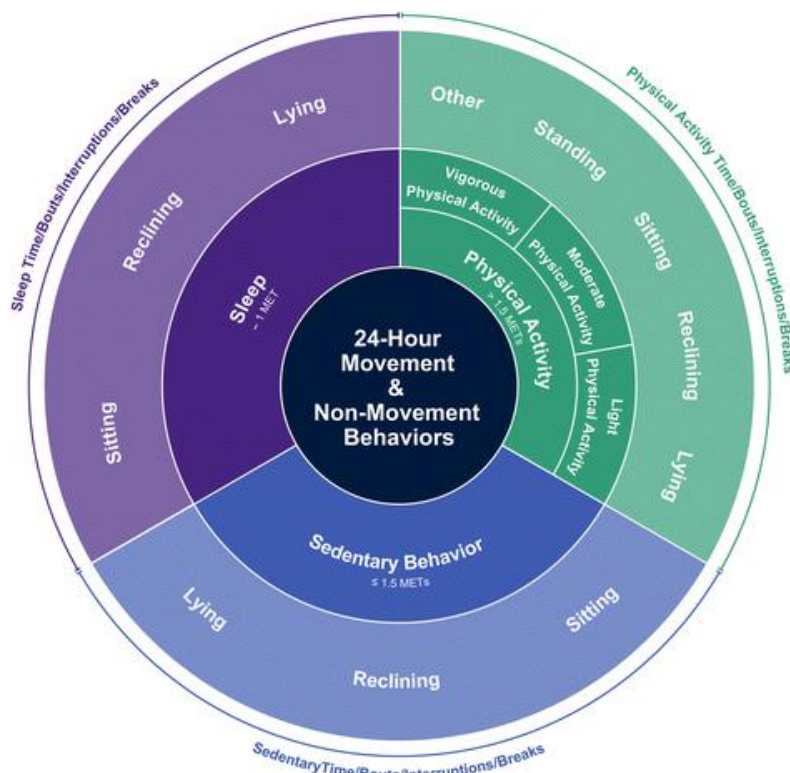 24-Hour
Movement
&
Non-Movement
Behaviors
Sleep
~ 1 MET
Lying
Reclining
Sitting
Sleep Time/Bouts/Interruptions/Breaks
Physical Activity
> 1.5 METs
Vigorous
Physical Activity
Moderate
Physical Activity
Light
Physical Activity
Other
Standing
Sitting
Reclining
Lying
Physical Activity Time/Bouts/Interruptions/Breaks
Sedentary Behavior
≤ 1.5 METs
Lying
Reclining
Sitting
SedentaryTime/Bouts/Interruptions/Breaks